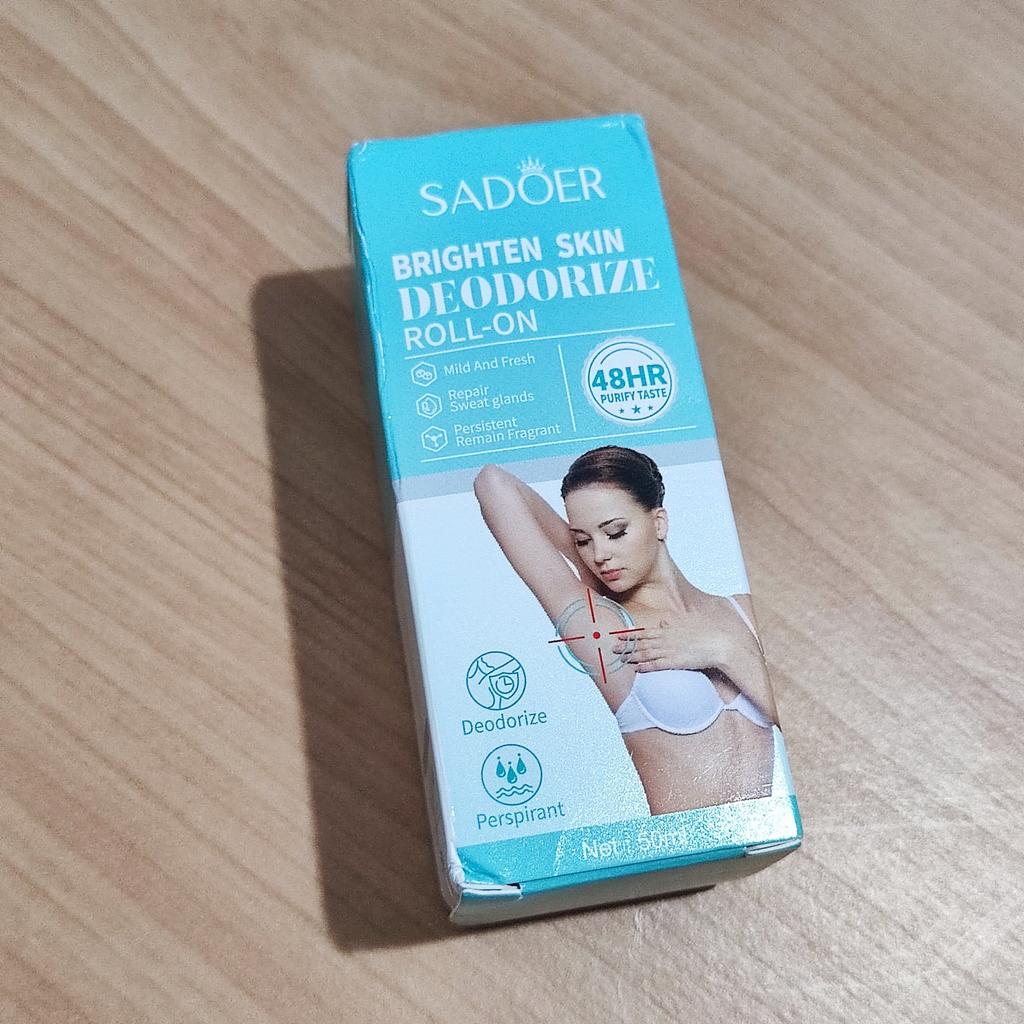 SADOER
BRIGHTEN SKIN
DEODORIZE
ROLL-ON
Mild And Fresh
Repair
Sweat glands
Persistent
Remain Fragrant
48HR
PURIFY TASTE
Deodorize
Perspirant
Net: 50ml